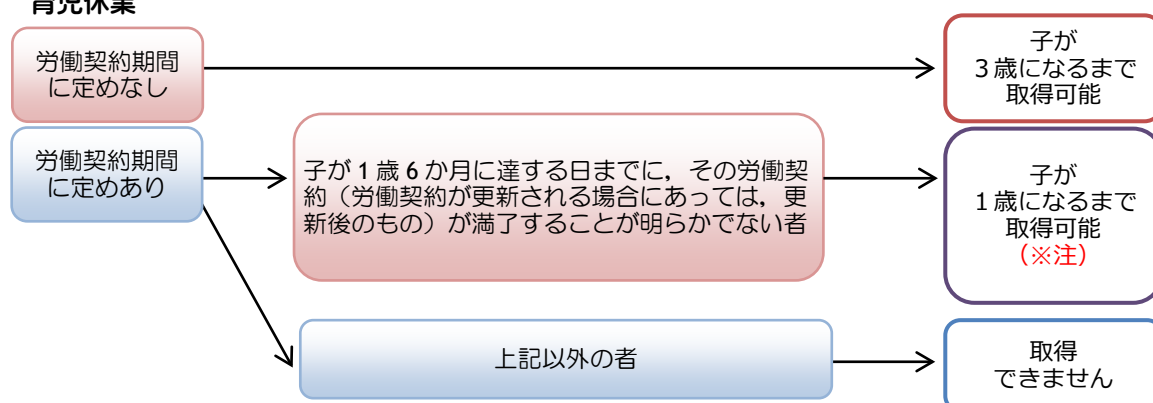 育児休業
労働契約期間
に定めなし
子が
３歳になるまで
取得可能
労働契約期間
に定めあり
子が１歳６か月に達する日までに，その労働契
約（労働契約が更新される場合にあっては，更
新後のもの）が満了することが明らかでない者
子が
１歳になるまで
取得可能
（※注）
上記以外の者
取得
できません